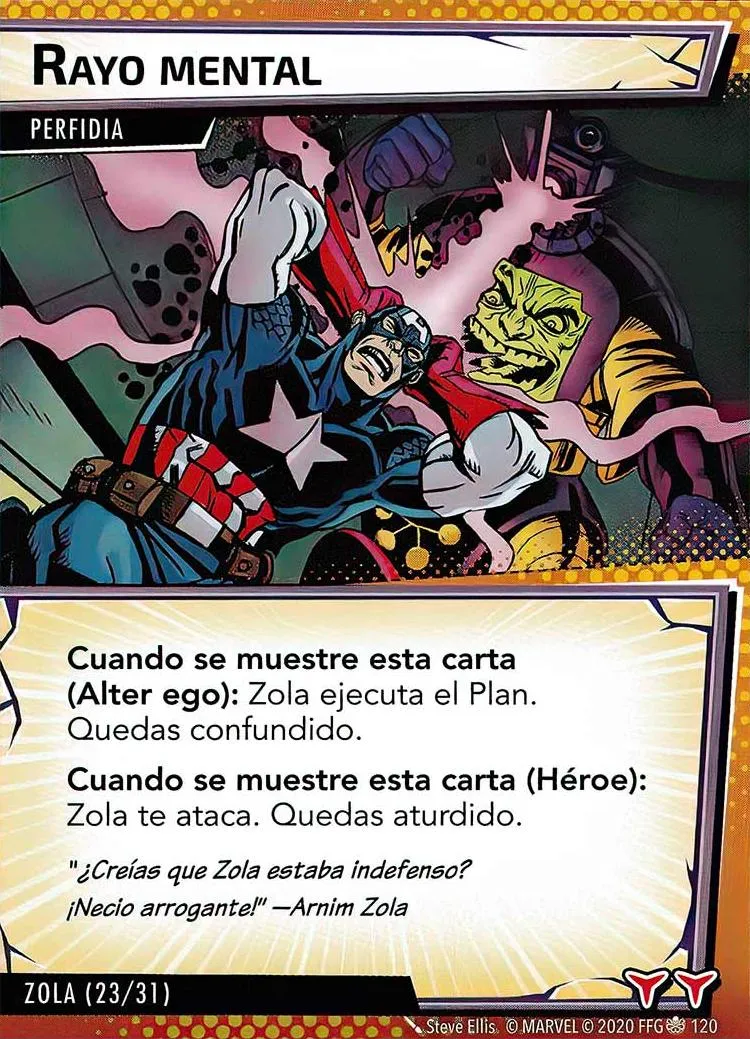 RAYO MENTAL
PERFIDIA
Cuando se muestre esta carta
(Alter ego): Zola ejecuta el Plan.
Quedas confundido.
Cuando se muestre esta carta (Héroe):
Zola te ataca. Quedas aturdido.
"¿Creías que Zola estaba indefenso?
¡Necio arrogante!" —Arnim Zola
ZOLA (23/31)
Steve Ellis. © MARVEL © 2020 FFG 120